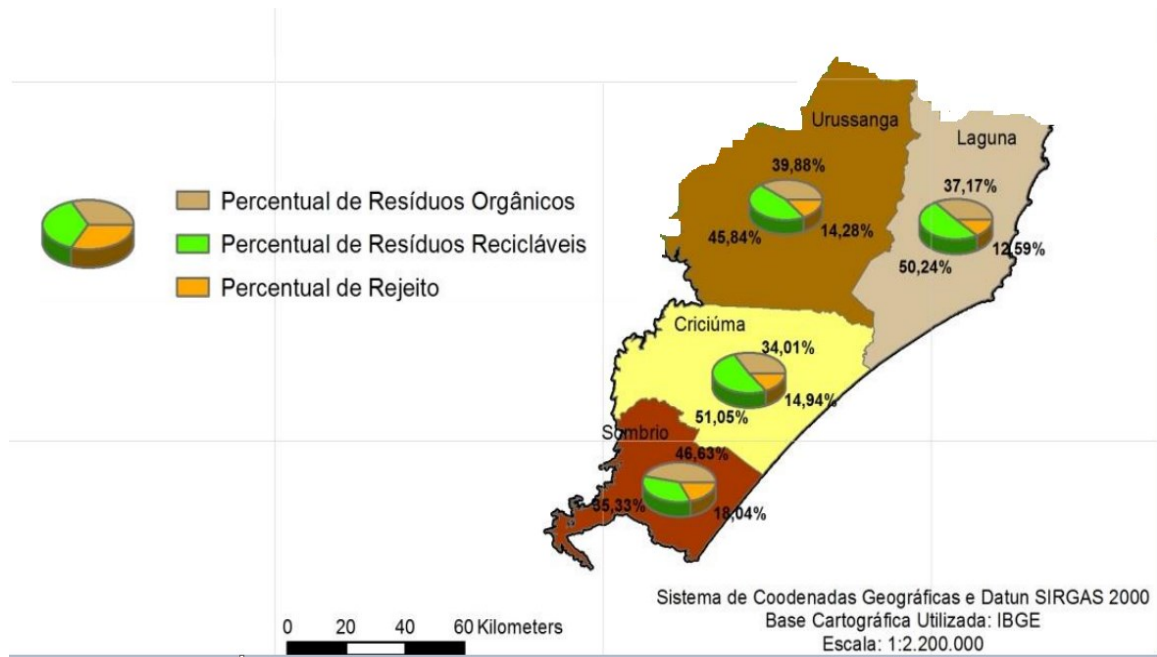 Urussanga
Laguna
39,88%
37,17%
Percentual de Resíduos Orgânicos
45,84%
14,28%
Percentual de Resíduos Recicláveis
50,24%
12,59%
Percentual de Rejeito
Criciúma
34,01%
51,05%
14,94%
Sombrio
46,63%
35,33%
18,04%
Sistema de Coodenadas Geográficas e Datun SIRGAS 2000
Base Cartográfica Utilizada: IBGE
Escala: 1:2.200.000
0 20 40 60 Kilometers